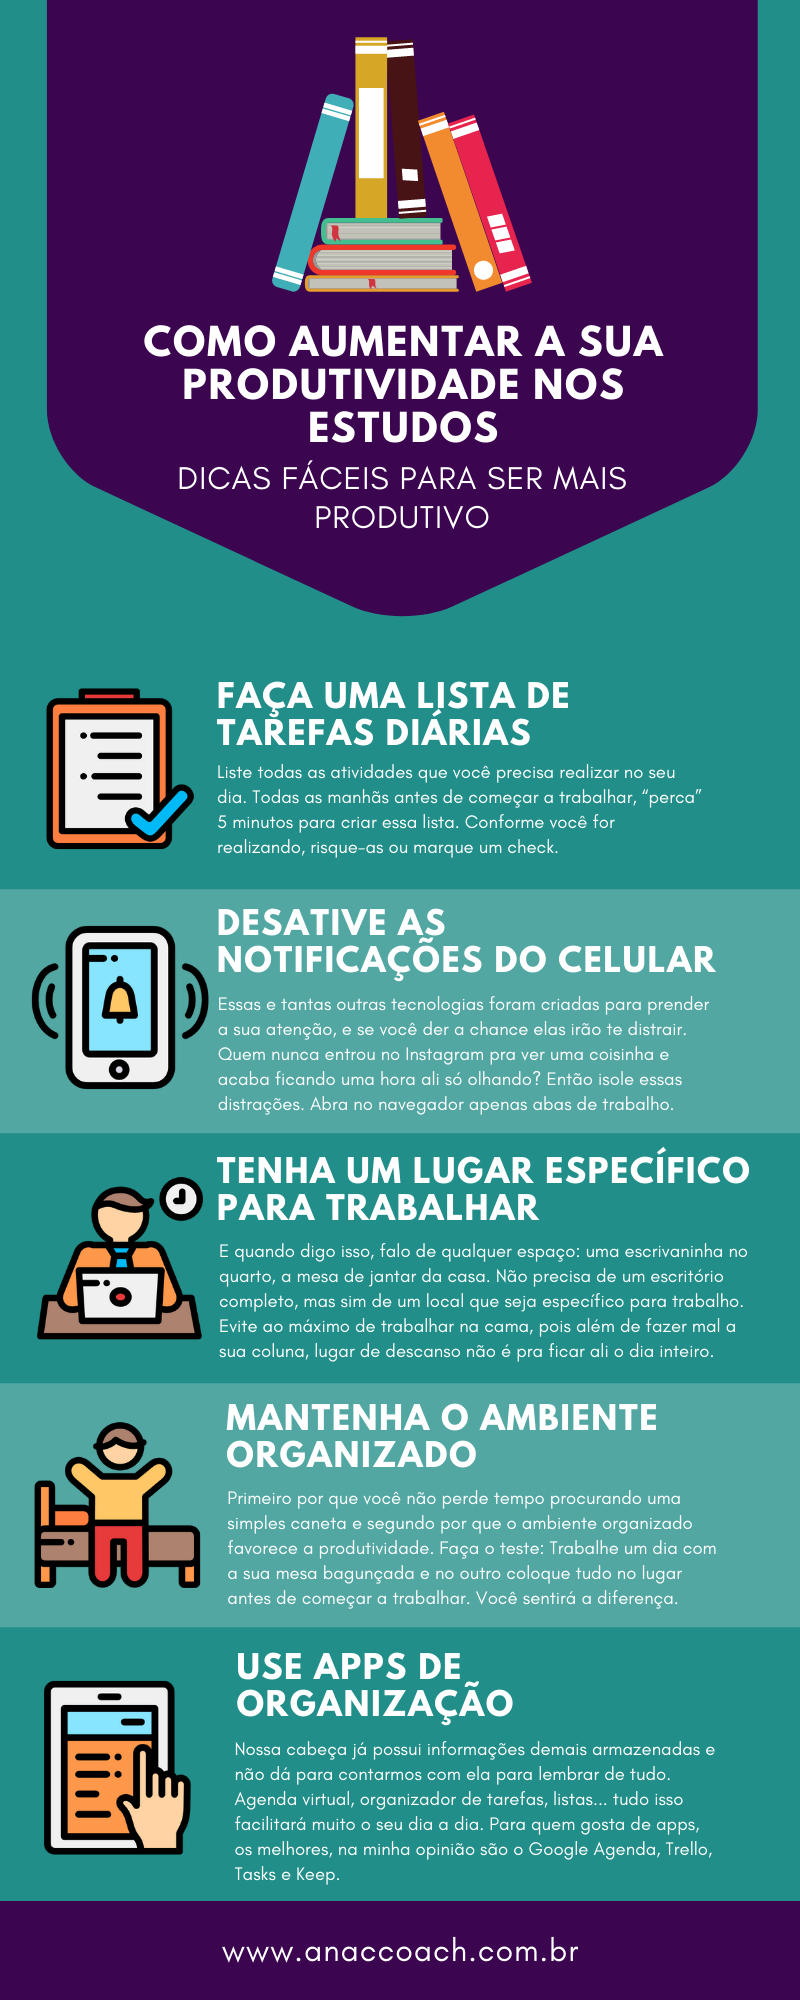 COMO AUMENTAR A SUA
PRODUTIVIDADE NOS
ESTUDOS
DICAS FÁCEIS PARA SER MAIS
PRODUTIVO
FAÇA UMA LISTA DE
TAREFAS DIÁRIAS
Liste todas as atividades que você precisa realizar no seu
dia. Todas as manhãs antes de começar a trabalhar, “perca”
5 minutos para criar essa lista. Conforme você for
realizando, risque-as ou marque um check.
DESATIVE AS
NOTIFICAÇÕES DO CELULAR
Essas e tantas outras tecnologias foram criadas para prender
a sua atenção, e se você der a chance elas irão te distrair.
Quem nunca entrou no Instagram pra ver uma coisinha e
acaba ficando uma hora ali só olhando? Então isole essas
distrações. Abra no navegador apenas abas de trabalho.
TENHA UM LUGAR ESPECÍFICO
PARA TRABALHAR
E quando digo isso, falo de qualquer espaço: uma escrivaninha no
quarto, a mesa de jantar da casa. Não precisa de um escritório
completo, mas sim de um local que seja específico para trabalho.
Evite ao máximo de trabalhar na cama, pois além de fazer mal a
sua coluna, lugar de descanso não é pra ficar ali o dia inteiro.
MANTENHA O AMBIENTE
ORGANIZADO
Primeiro por que você não perde tempo procurando uma
simples caneta e segundo por que o ambiente organizado
favorece a produtividade. Faça o teste: Trabalhe um dia com
a sua mesa bagunçada e no outro coloque tudo no lugar
antes de começar a trabalhar. Você sentirá a diferença.
USE APPS DE
ORGANIZAÇÃO
Nossa cabeça já possui informações demais armazenadas e
não dá para contarmos com ela para lembrar de tudo.
Agenda virtual, organizador de tarefas, listas... tudo isso
facilitará muito o seu dia a dia. Para quem gosta de apps,
os melhores, na minha opinião são o Google Agenda, Trello,
Tasks e Keep.
www.anaccoach.com.br